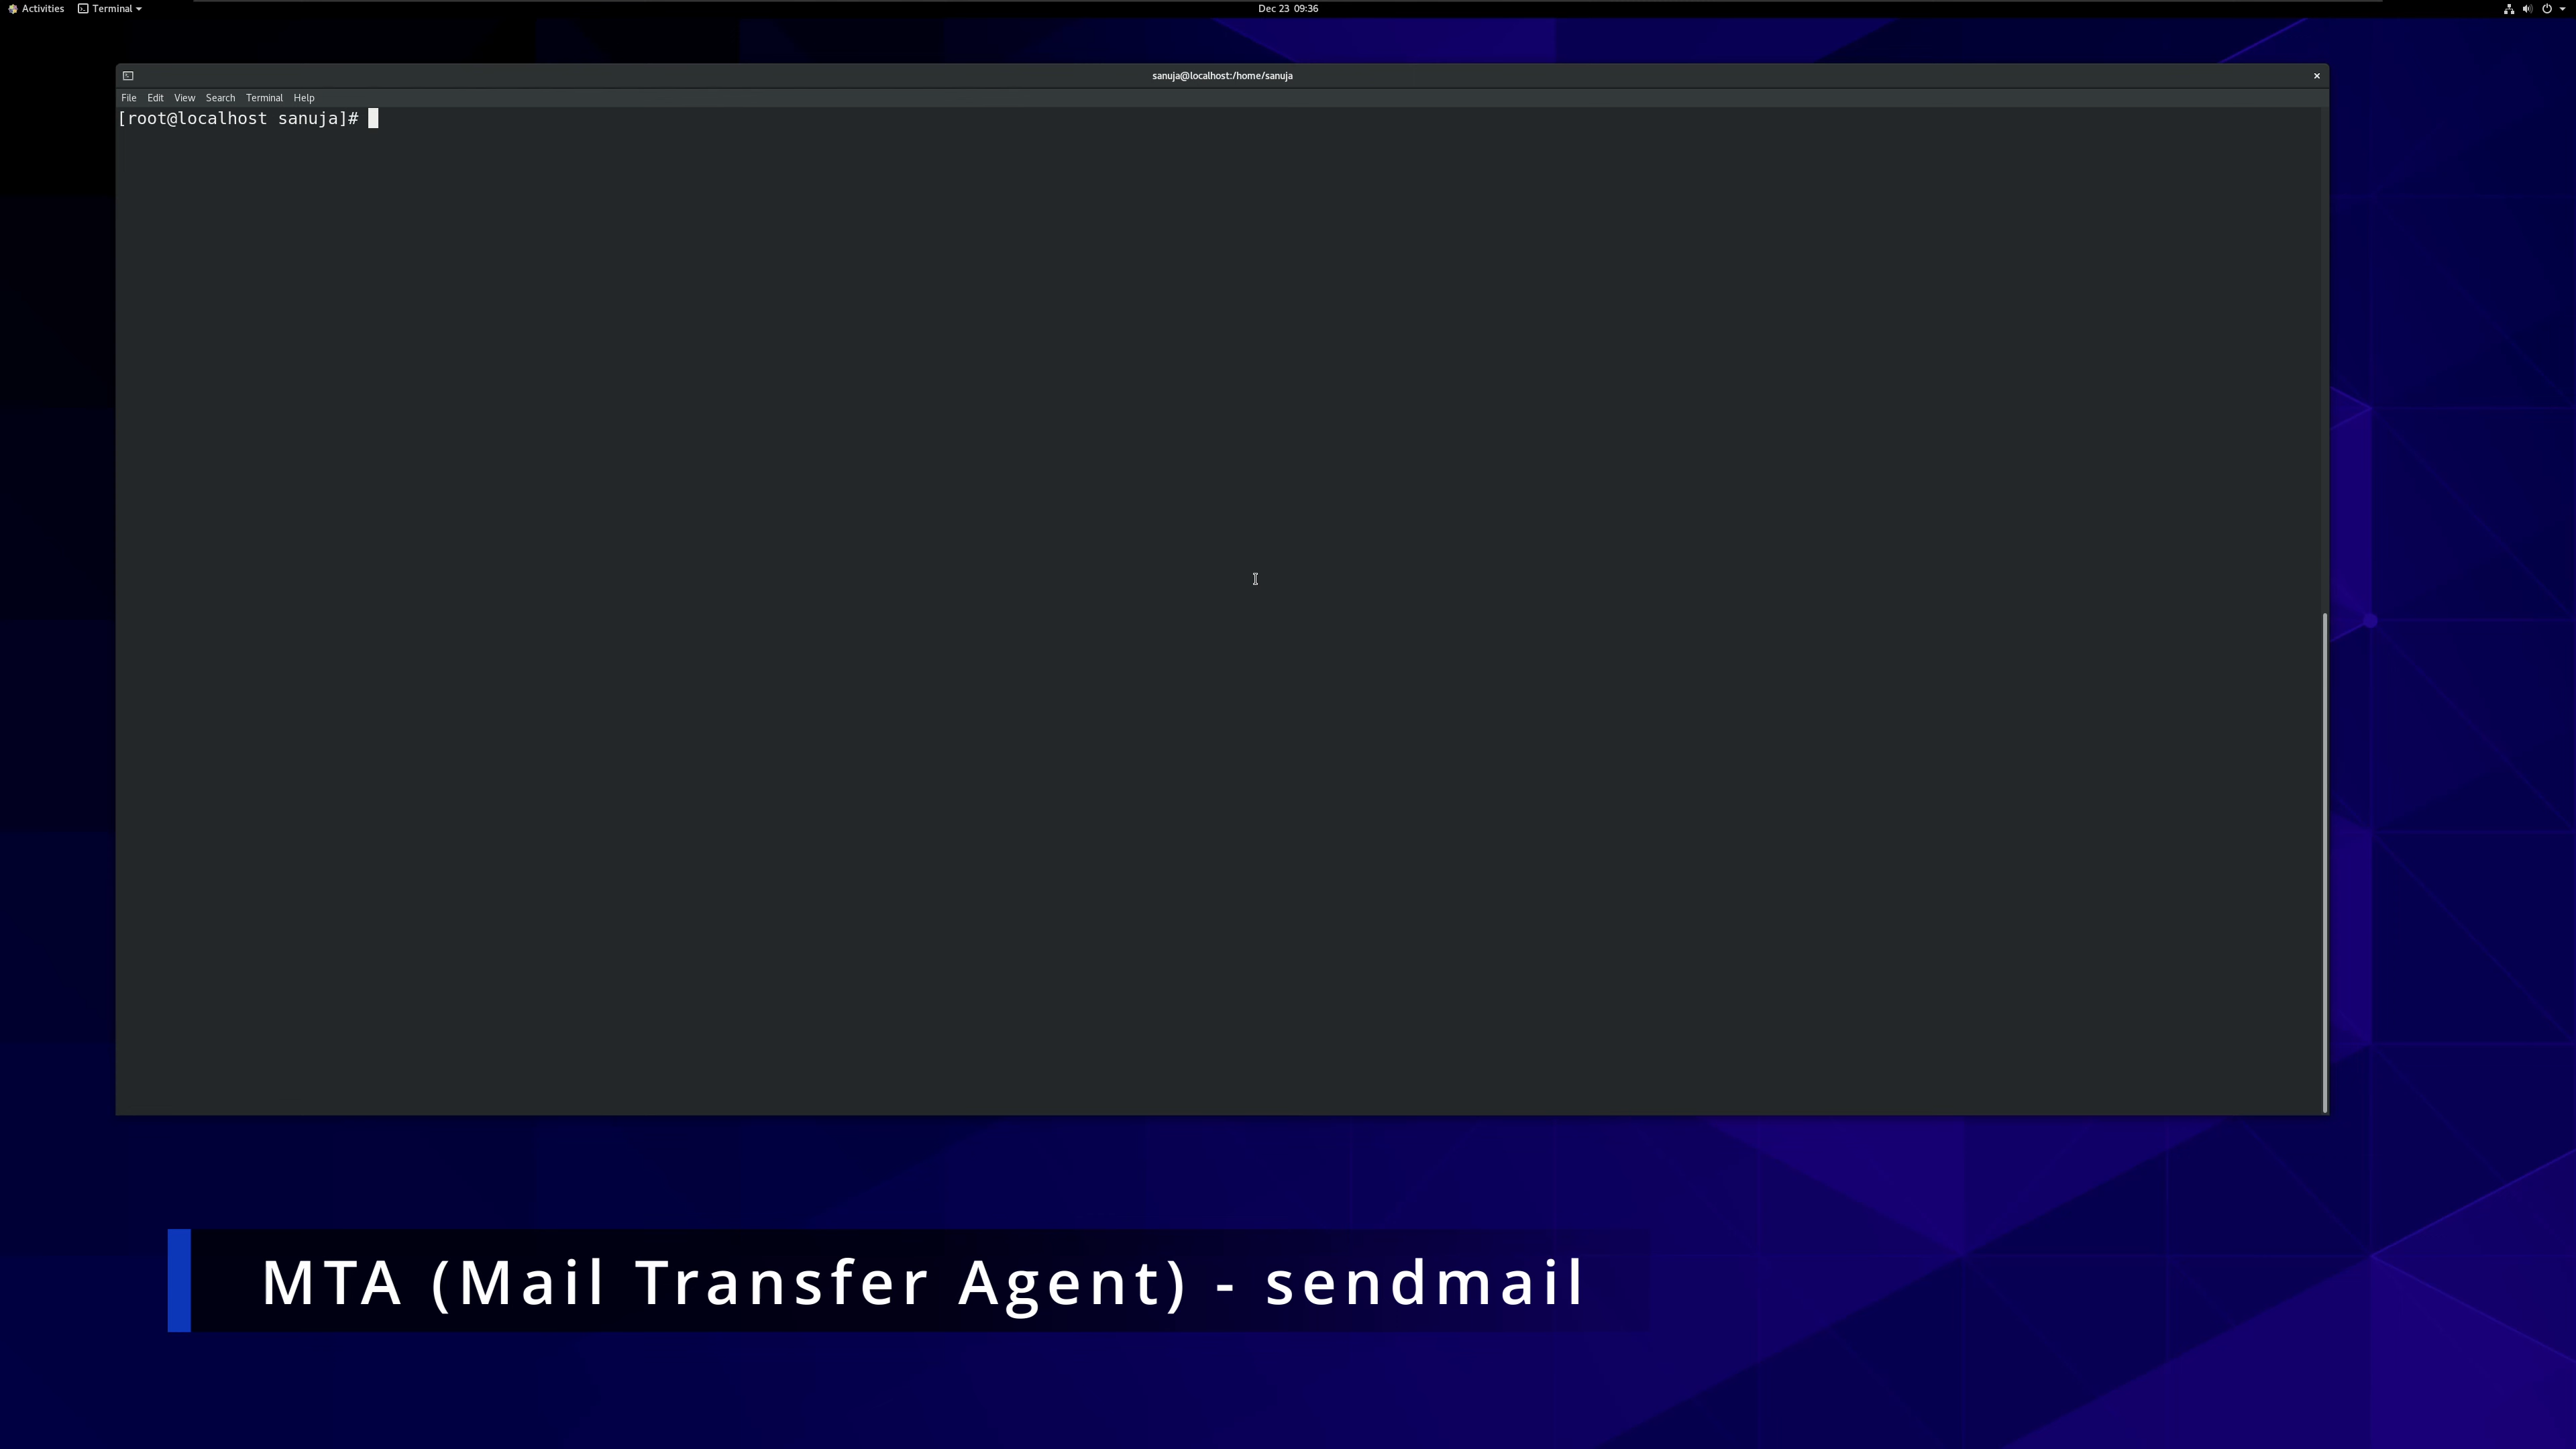 Activities Terminal Dec 23 09:36
sanuja@localhost:/home/sanuja
File Edit View Search Terminal Help
[root@localhost sanuja]#
MTA (Mail Transfer Agent) - sendmail